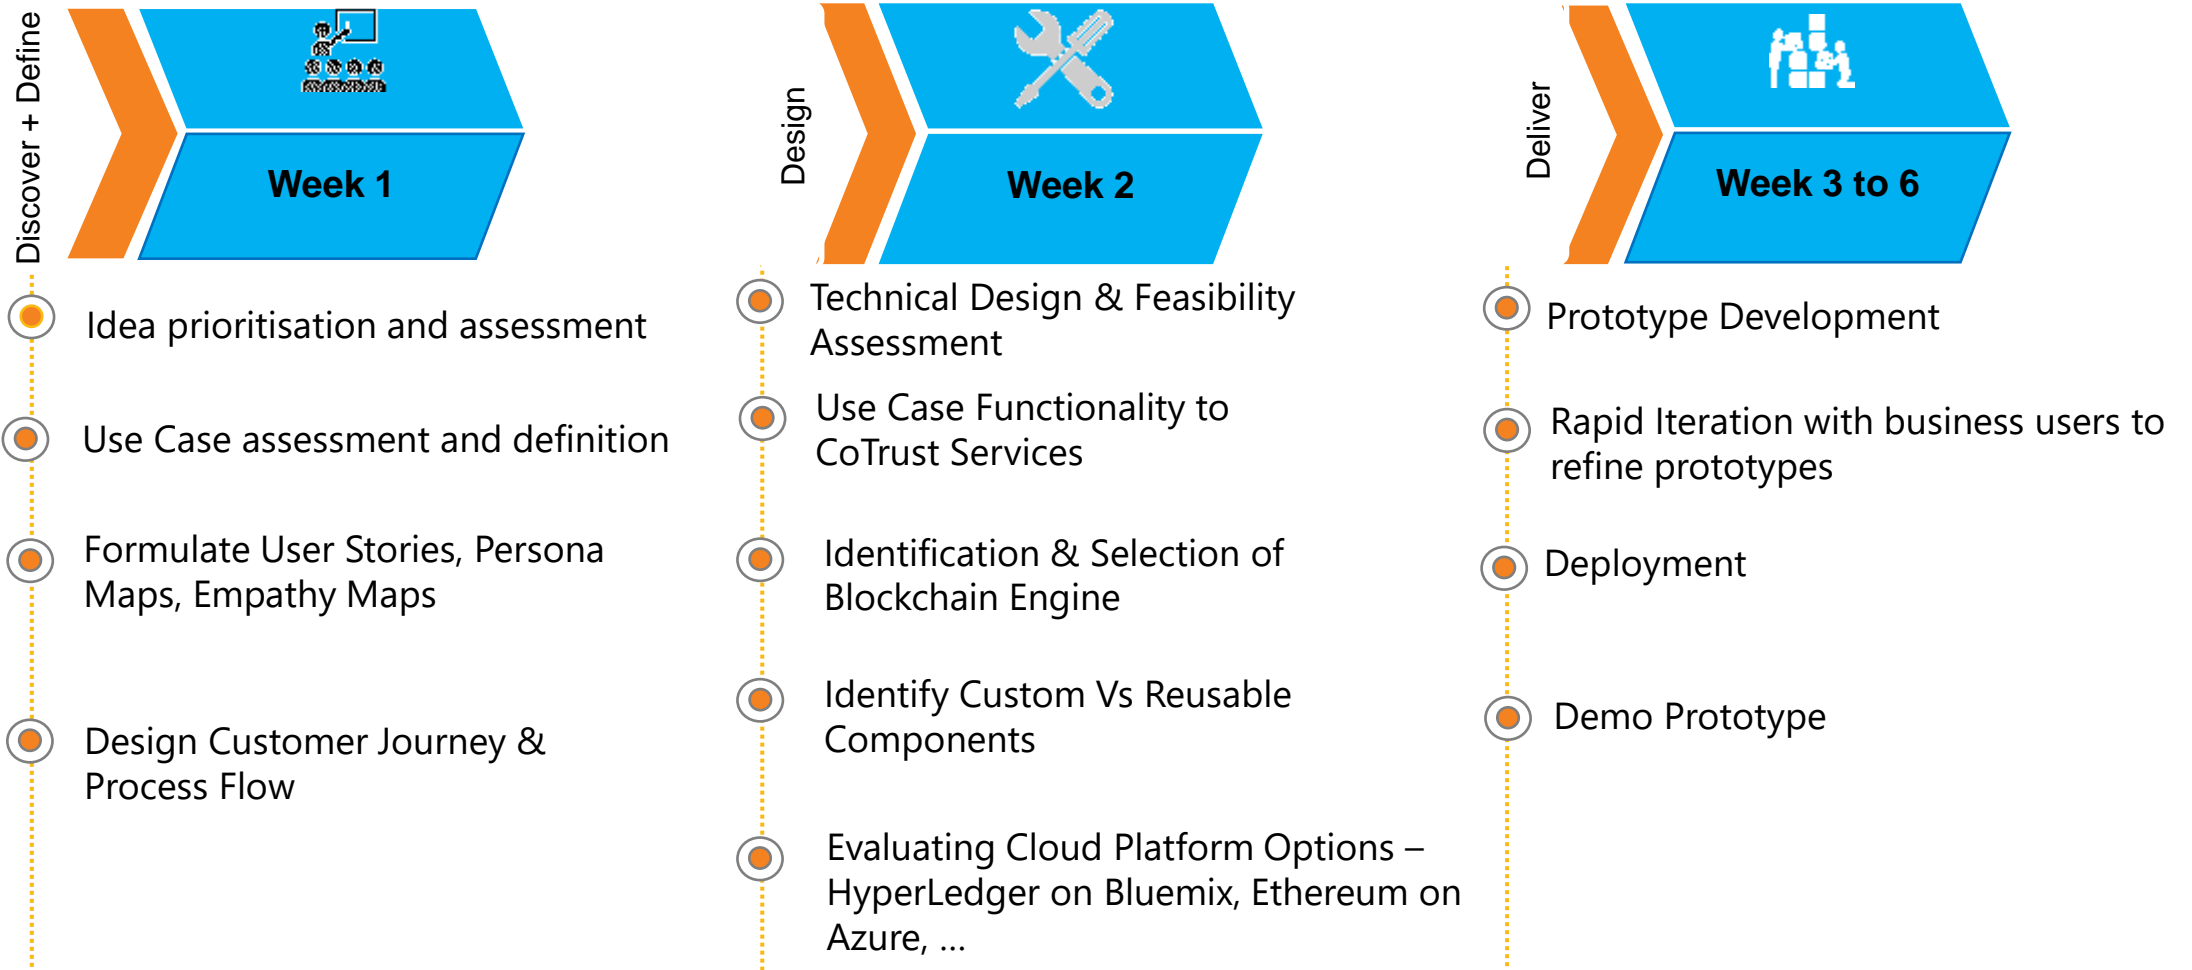 Discover + Define
Week 1
Idea prioritisation and assessment
Use Case assessment and definition
Formulate User Stories, Persona
Maps, Empathy Maps
Design Customer Journey &
Process Flow
Design
Week 2
Technical Design & Feasibility
Assessment
Use Case Functionality to
CoTrust Services
Identification & Selection of
Blockchain Engine
Identify Custom Vs Reusable
Components
Evaluating Cloud Platform Options –
HyperLedger on Bluemix, Ethereum on
Azure, ...
Deliver
Week 3 to 6
Prototype Development
Rapid Iteration with business users to
refine prototypes
Deployment
Demo Prototype